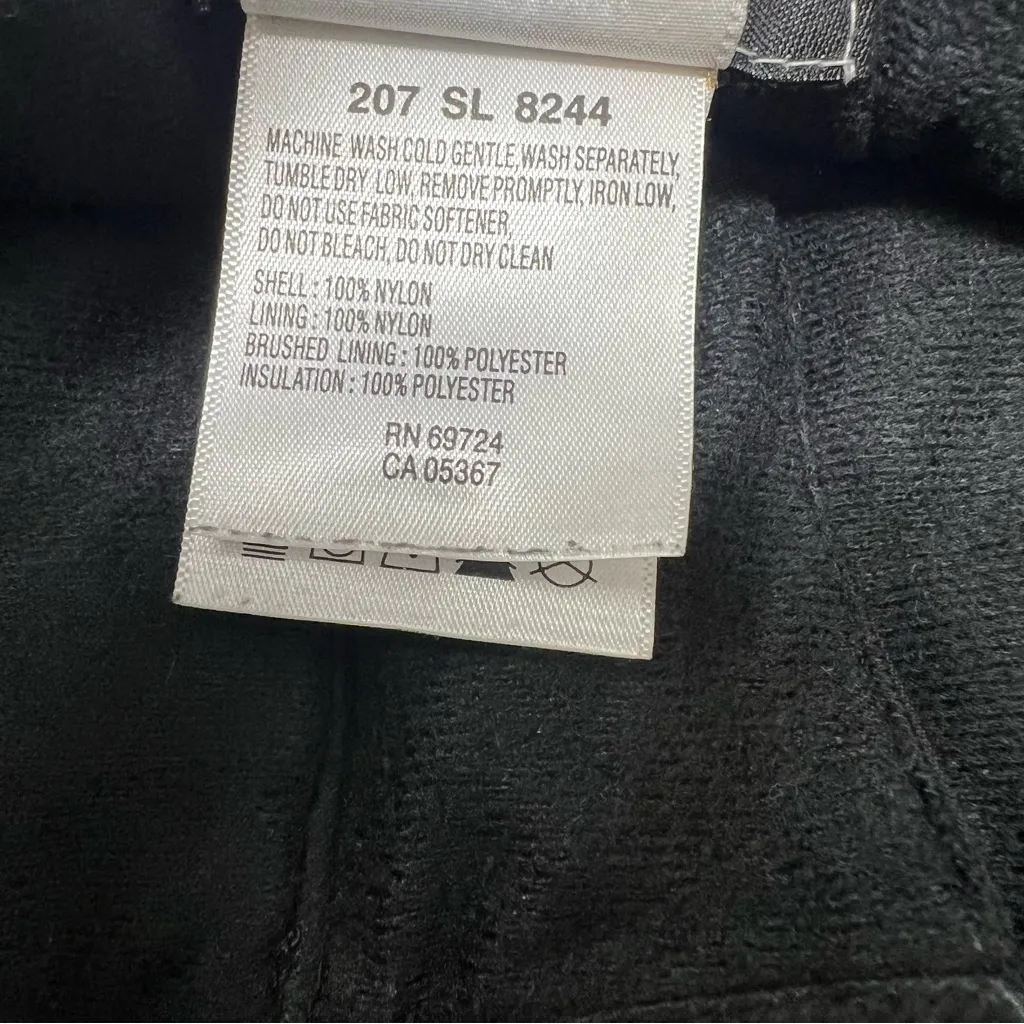 207 SL 8244
MACHINE WASH COLD GENTLE, WASH SEPARATELY,
TUMBLE DRY LOW, REMOVE PROMPTLY, IRON LOW,
DO NOT USE FABRIC SOFTENER,
DO NOT BLEACH, DO NOT DRY CLEAN
SHELL : 100% NYLON
LINING : 100% NYLON
BRUSHED LINING : 100% POLYESTER
INSULATION : 100% POLYESTER
RN 69724
CA 05367